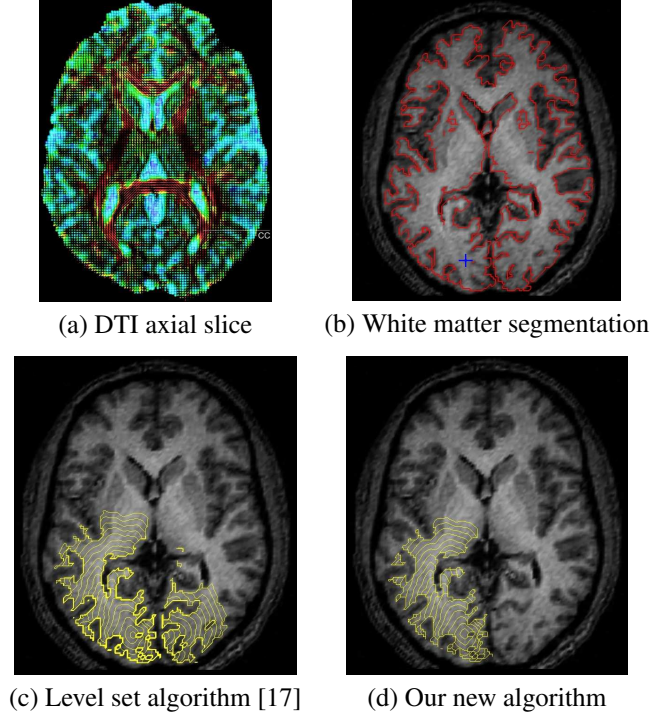 CC
(a) DTI axial slice
(b) White matter segmentation
(c) Level set algorithm [17]
(d) Our new algorithm